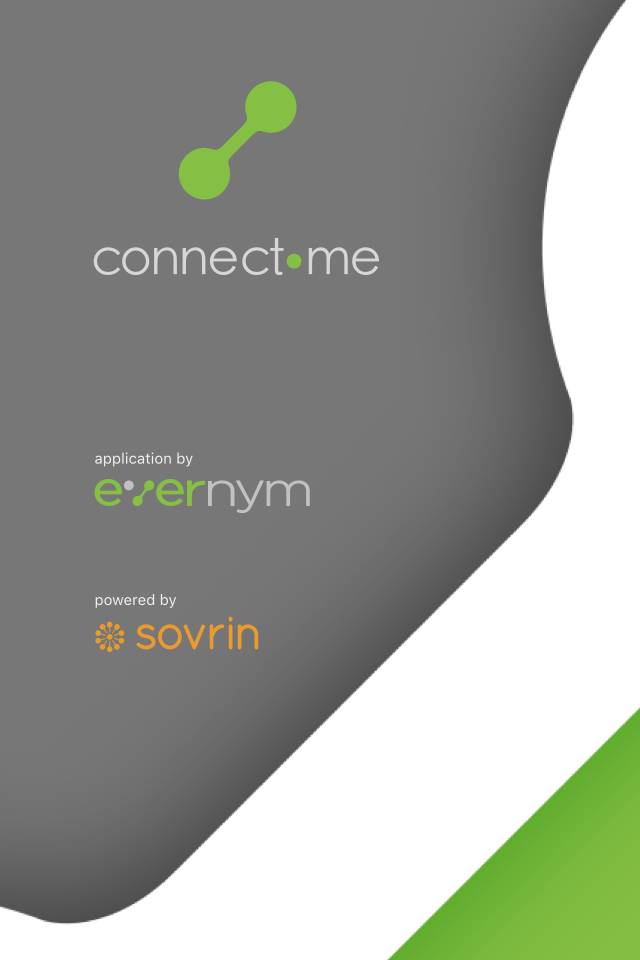 connect•me
application by
evernym
powered by
sovrin